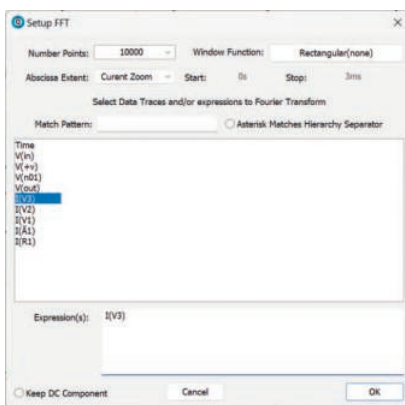 Setup FFT
Number Points: 10000 Window Function: Rectangular(none)
Abscissa Extent: Curent Zoom Start: 0s Stop: 3ms
Select Data Traces and/or expressions to Fourier Transform
Match Pattern: Asterisk Matches Hierarchy Separator
Time
V(in)
V(+v)
V(n01)
V(out)
I(V3)
I(V2)
I(V1)
I(Ã1)
I(R1)
Expression(s): I(V3)
Keep DC Component Cancel OK